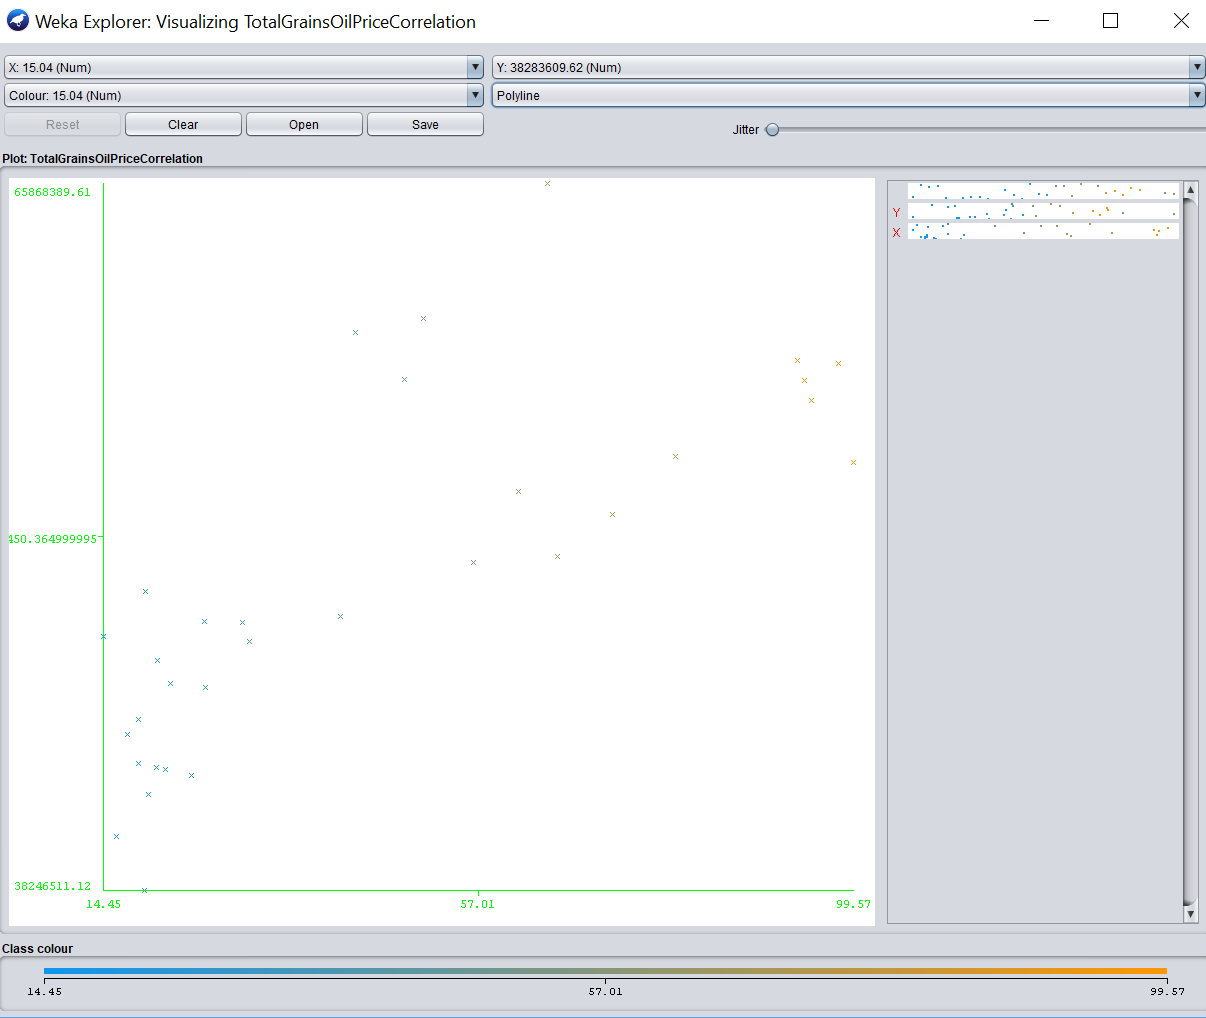 Weka Explorer: Visualizing TotalGrainsOilPriceCorrelation
X: 15.04 (Num)
Y: 38283609.62 (Num)
Colour: 15.04 (Num)
Polyline
Reset
Clear
Open
Save
Jitter
Plot: TotalGrainsOilPriceCorrelation
65868389.61
450.364999995
38246511.12
14.45
57.01
99.57
Y
X
Class colour
14.45
57.01
99.57